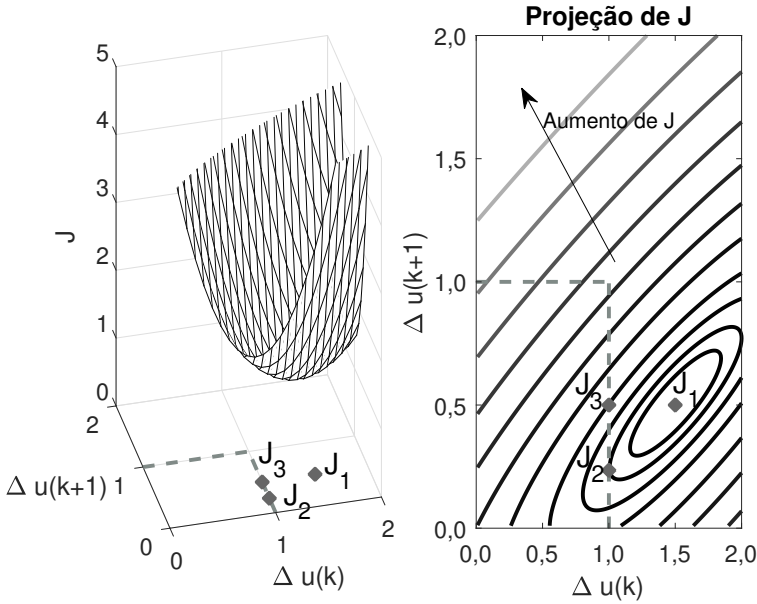 5
4
3
2
1
0
J
2
Δ u(k+1) 1
0
0
1
2
Δ u(k)
J3
J2
J1
Projeção de J
2,0
1,5
1,0
0,5
0,0
Δ u(k+1)
Aumento de J
J3
J1
J2
0,0 0,5 1,0 1,5 2,0
Δ u(k)